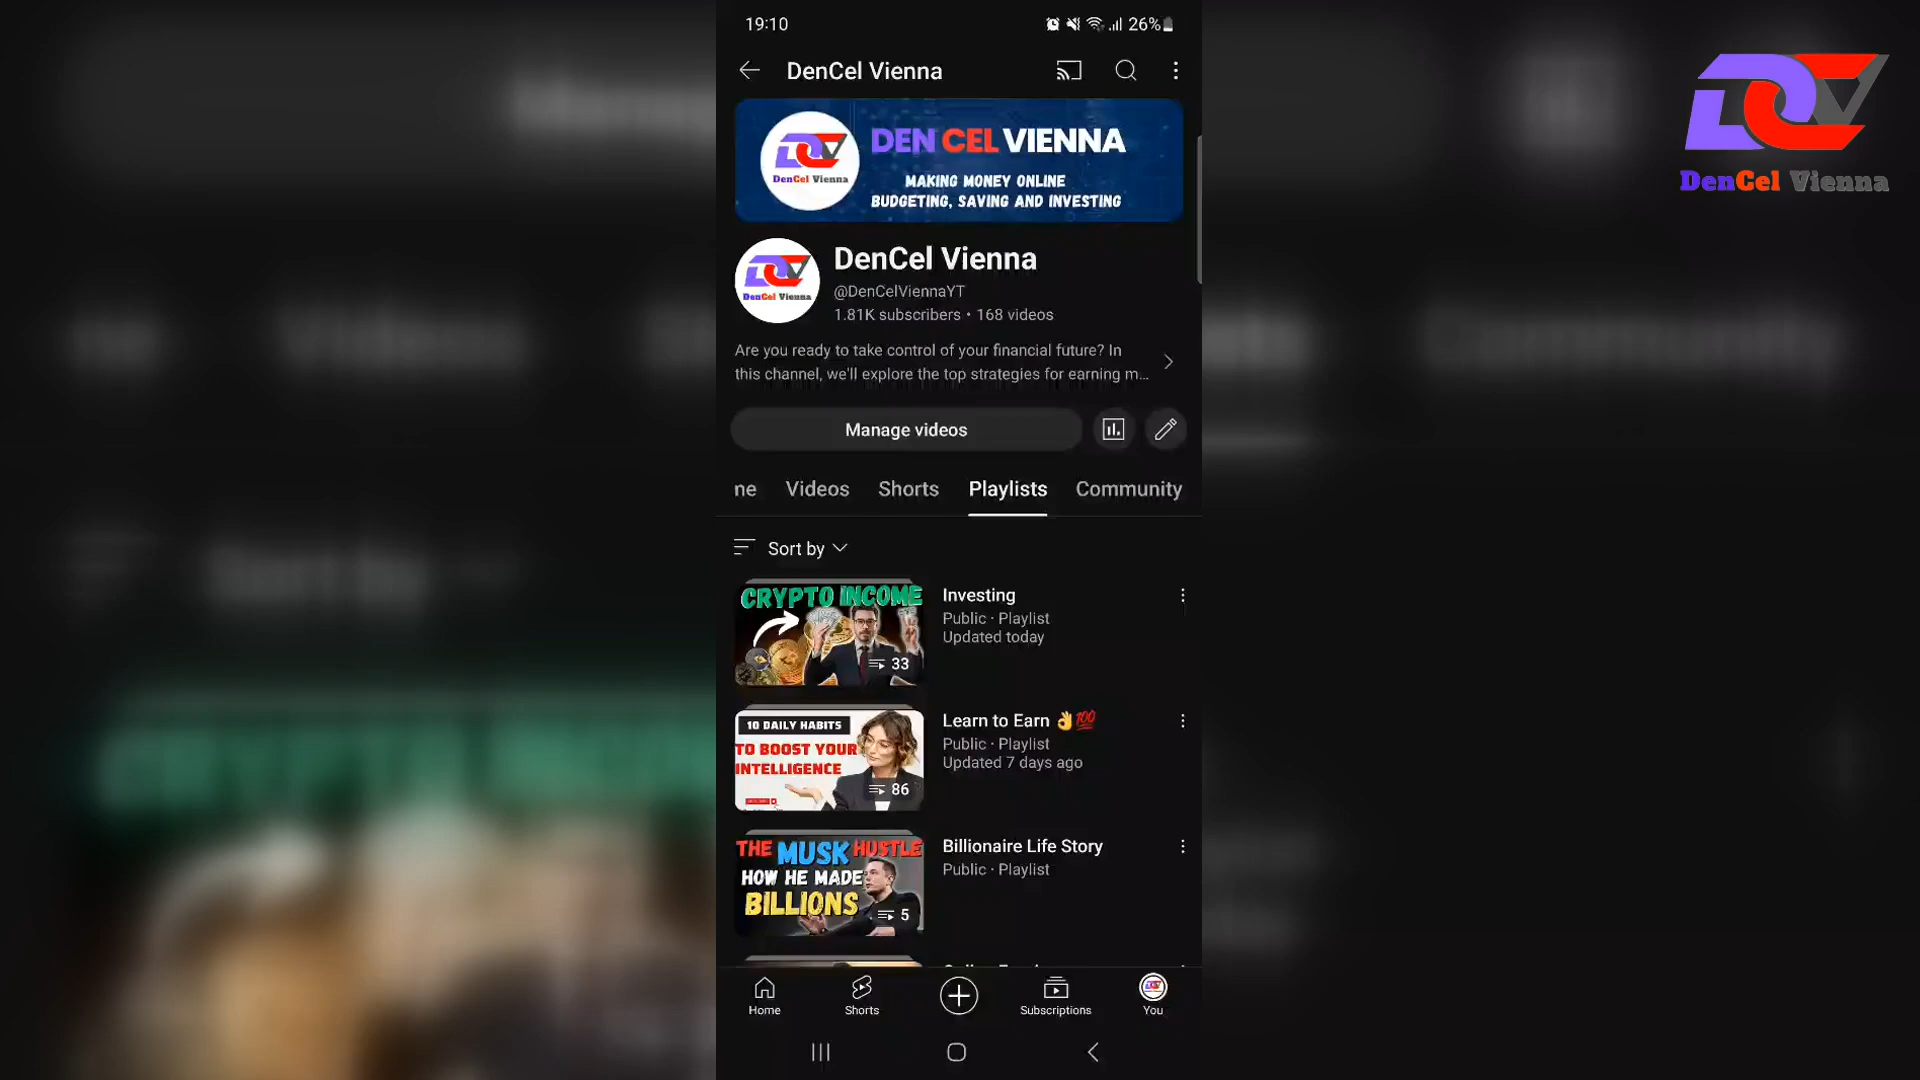 19:10
26%
DenCel Vienna
DEN CEL VIENNA
MAKING MONEY ONLINE
BUDGETING, SAVING AND INVESTING
DenCel Vienna
DenCel Vienna
DenCel Vienna
@DenCelViennaYT
1.81K subscribers • 168 videos
Are you ready to take control of your financial future? In
this channel, we'll explore the top strategies for earning m...
Manage videos
ne Videos Shorts Playlists Community
Sort by
CRYPTO INCOME
33
Investing
Public · Playlist
Updated today
10 DAILY HABITS
TO BOOST YOUR
INTELLIGENCE
86
Learn to Earn 👌💯
Public · Playlist
Updated 7 days ago
THE MUSK HUSTLE
HOW HE MADE
BILLIONS
5
Billionaire Life Story
Public · Playlist
Home
Shorts
Subscriptions
You
DenCel Vienna